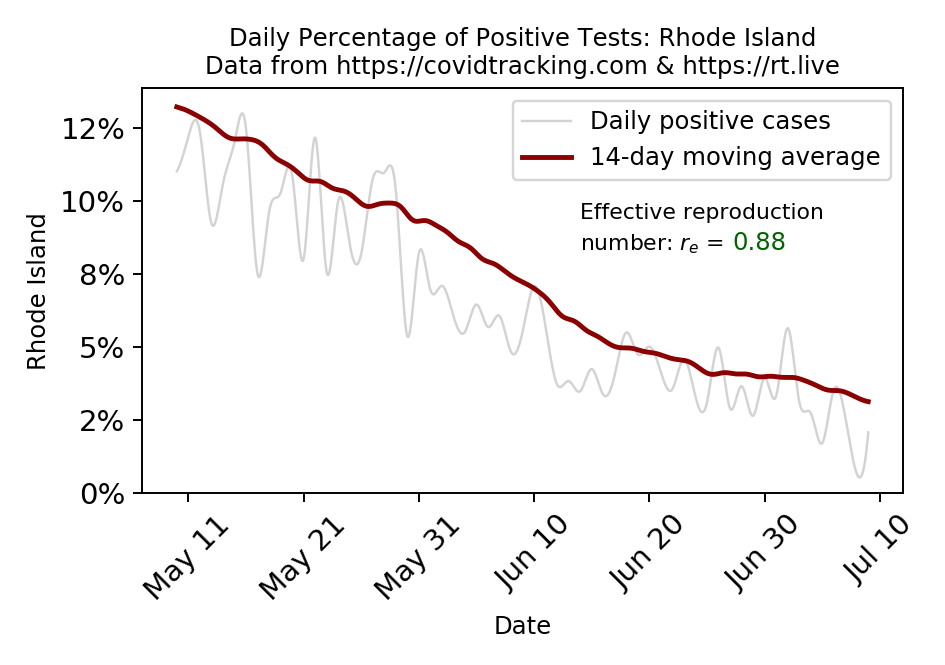 Daily Percentage of Positive Tests: Rhode Island
Data from https://covidtracking.com & https://rt.live
Daily positive cases
14-day moving average
Effective reproduction
number: rₑ = 0.88
Rhode Island
12%
10%
8%
5%
2%
0%
May 11
May 21
May 31
Jun 10
Jun 20
Jun 30
Jul 10
Date